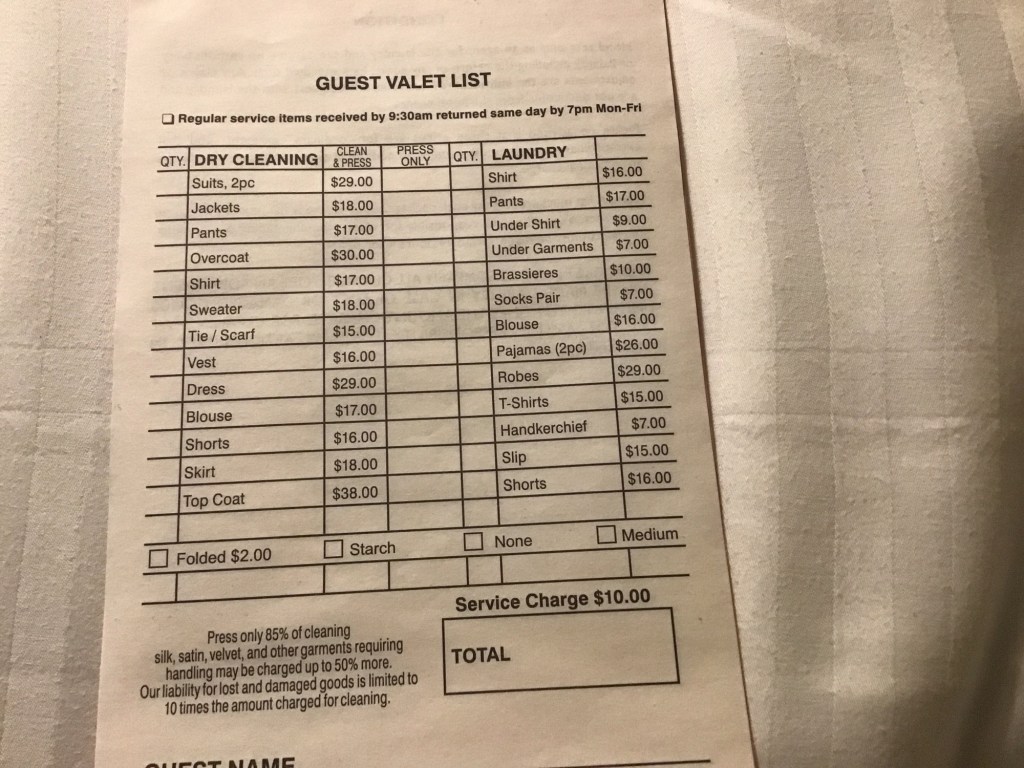 GUEST VALET LIST
❏ Regular service items received by 9:30am returned same day by 7pm Mon-Fri
QTY. DRY CLEANING CLEAN & PRESS PRESS ONLY QTY. LAUNDRY
Suits, 2pc $29.00 Shirt $16.00
Jackets $18.00 Pants $17.00
Pants $17.00 Under Shirt $9.00
Overcoat $30.00 Under Garments $7.00
Shirt $17.00 Brassieres $10.00
Sweater $18.00 Socks Pair $7.00
Tie / Scarf $15.00 Blouse $16.00
Vest $16.00 Pajamas (2pc) $26.00
Dress $29.00 Robes $29.00
Blouse $17.00 T-Shirts $15.00
Shorts $16.00 Handkerchief $7.00
Skirt $18.00 Slip $15.00
Top Coat $38.00 Shorts $16.00
☐ Folded $2.00 ☐ Starch ☐ None ☐ Medium
Service Charge $10.00
Press only 85% of cleaning
silk, satin, velvet, and other garments requiring
handling may be charged up to 50% more.
Our liability for lost and damaged goods is limited to
10 times the amount charged for cleaning.
TOTAL
GUEST NAME